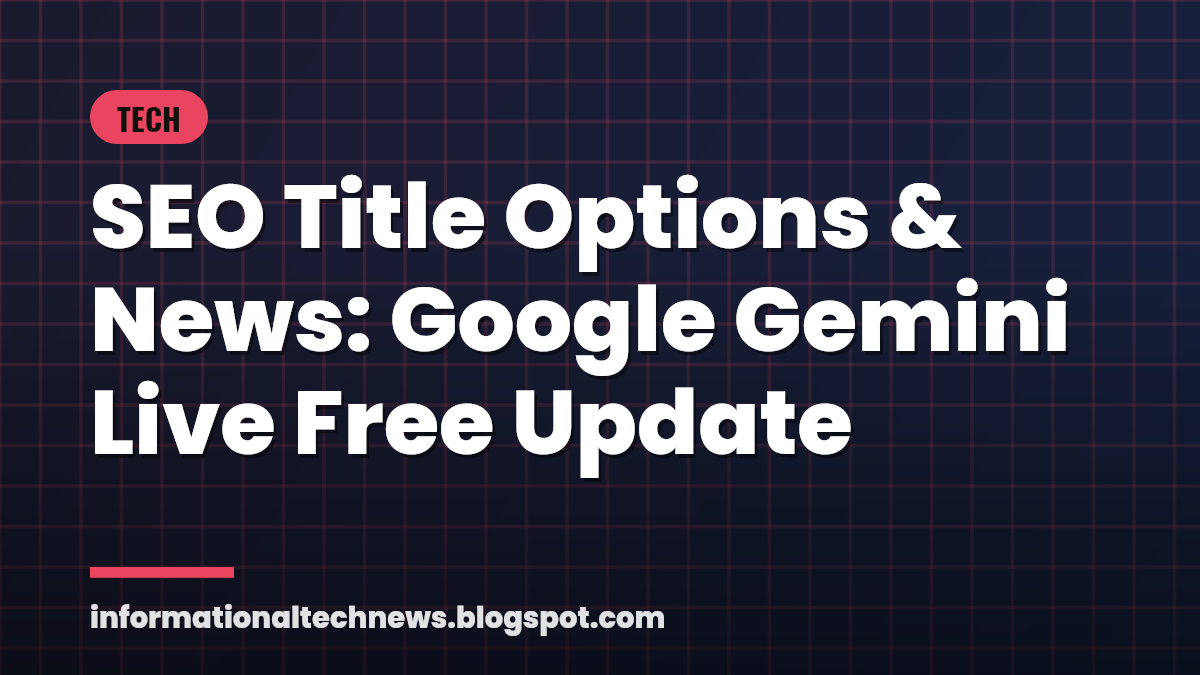 TECH
SEO Title Options &
News: Google Gemini
Live Free Update
informationaltechnews.blogspot.com